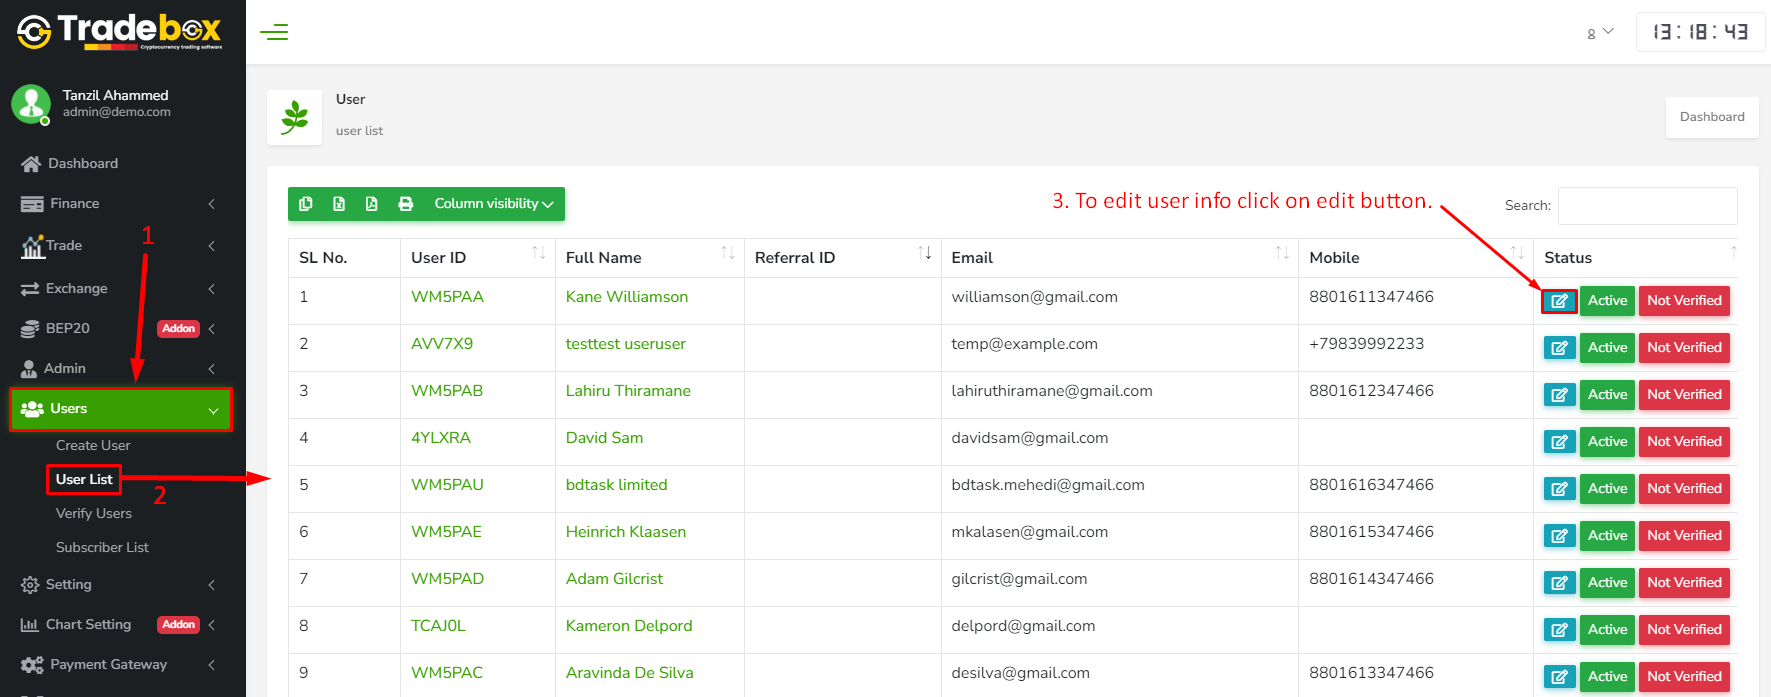 Tradebox
Cryptocurrency trading software
8
13:18:43
Tanzil Ahammed
admin@demo.com
User
user list
Dashboard
Dashboard
Finance
Trade
1
Exchange
BEP20 Addon
Admin
Users
Create User
User List
2
Verify Users
Subscriber List
Setting
Chart Setting Addon
Payment Gateway
Column visibility
3. To edit user info click on edit button.
Search:
SL No. User ID Full Name Referral ID Email Mobile Status
1 WM5PAA Kane Williamson williamson@gmail.com 8801611347466 Active Not Verified
2 AVV7X9 testtest useruser temp@example.com +79839992233 Active Not Verified
3 WM5PAB Lahiru Thiramane lahiruthiramane@gmail.com 8801612347466 Active Not Verified
4 4YLXRA David Sam davidsam@gmail.com Active Not Verified
5 WM5PAU bdtask limited bdtask.mehedi@gmail.com 8801616347466 Active Not Verified
6 WM5PAE Heinrich Klaasen mkalasen@gmail.com 8801615347466 Active Not Verified
7 WM5PAD Adam Gilcrist gilcrist@gmail.com 8801614347466 Active Not Verified
8 TCAJ0L Kameron Delpord delpord@gmail.com Active Not Verified
9 WM5PAC Aravinda De Silva desilva@gmail.com 8801613347466 Active Not Verified